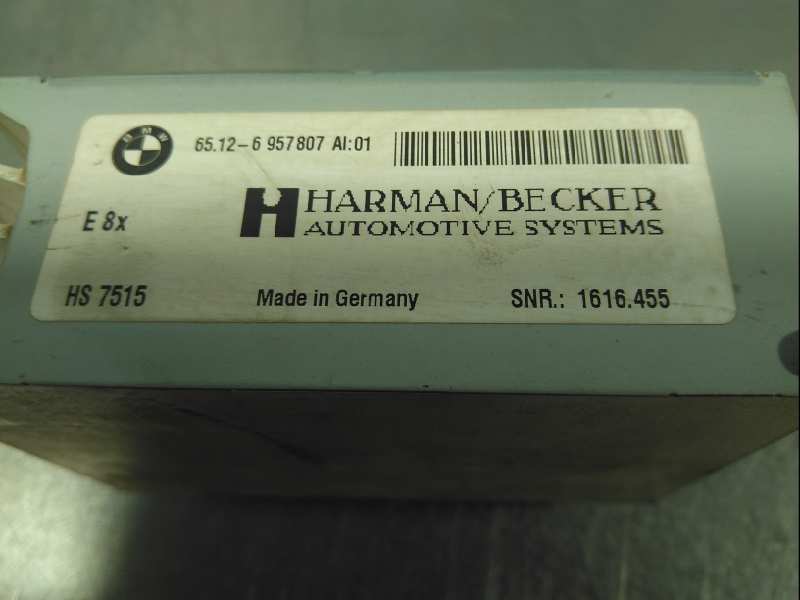 BMW
65.12-6 957807 AI:01
HARMAN/BECKER
E 8x
AUTOMOTIVE SYSTEMS
HS 7515 Made in Germany SNR.: 1616.455